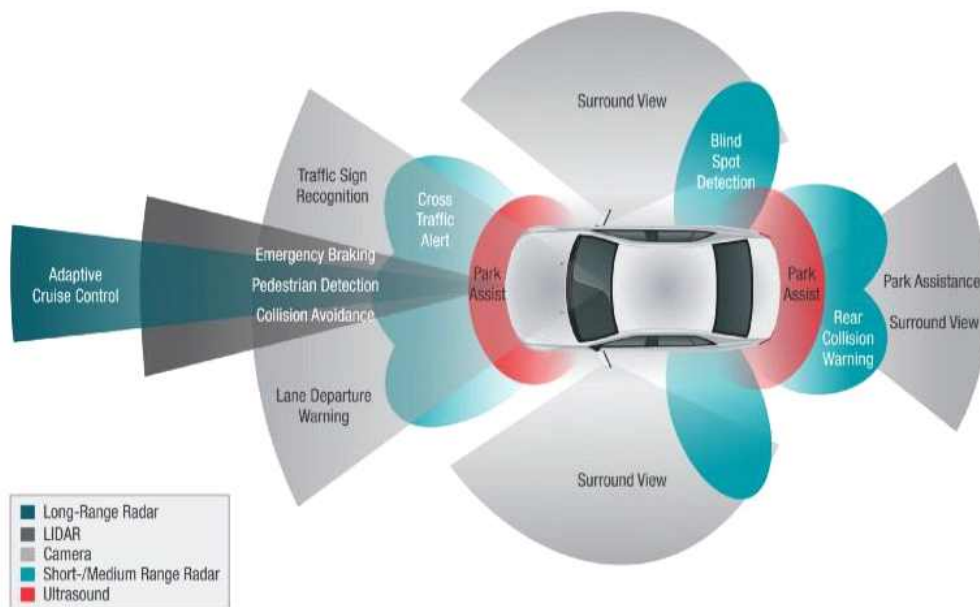 Surround View
Blind
Spot
Detection
Traffic Sign
Recognition
Cross
Traffic
Alert
Emergency Braking
Adaptive
Cruise Control
Pedestrian Detection
Collision Avoidance
Park
Assist
Park
Assist
Park Assistance
Surround View
Rear
Collision
Warning
Lane Departure
Warning
Surround View
Long-Range Radar
LIDAR
Camera
Short-/Medium Range Radar
Ultrasound